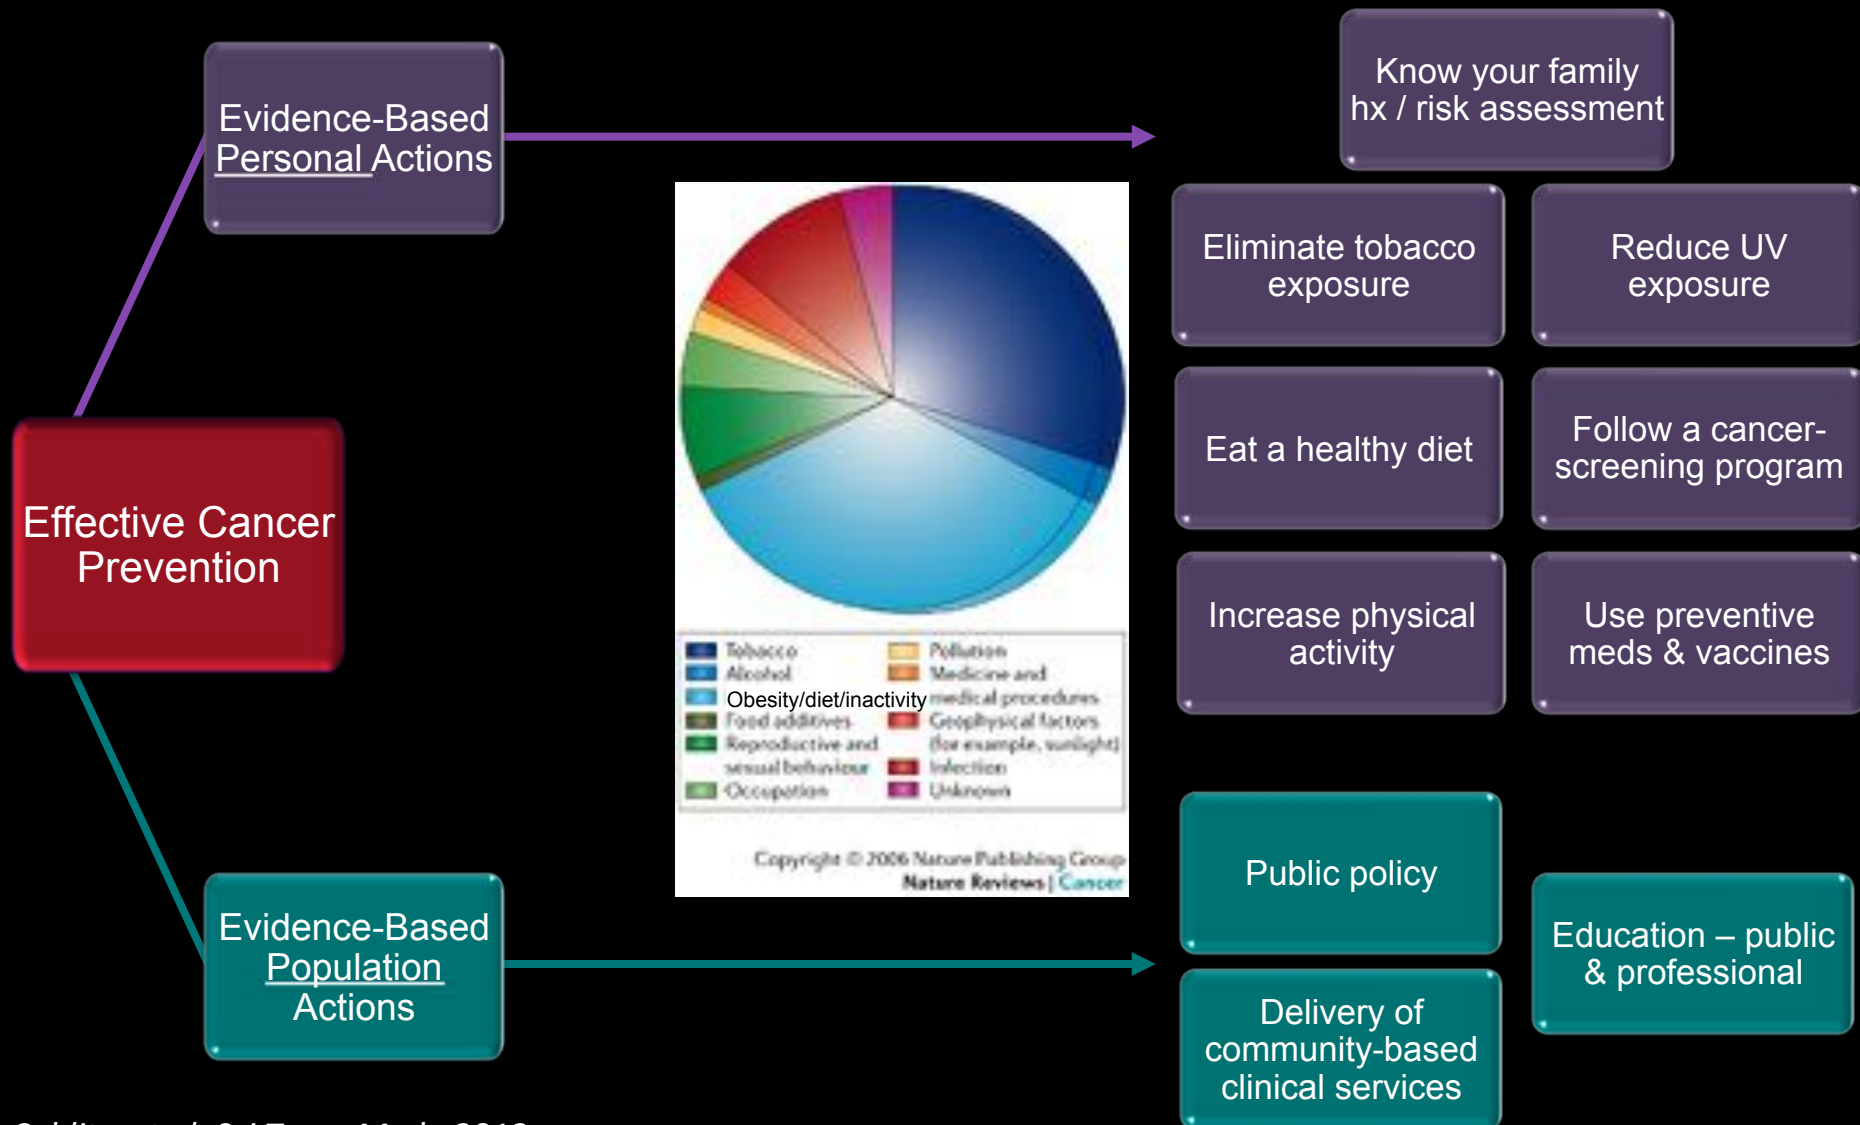 Evidence-Based
Personal Actions
Effective Cancer
Prevention
Evidence-Based
Population
Actions
Tobacco
Alcohol
Obesity/diet/inactivity
Food additives
Reproductive and
sexual behaviour
Occupation
Pollution
Medicine and
medical procedures
Geophysical factors
(for example, sunlight)
Infection
Unknown
Copyright © 2006 Nature Publishing Group
Nature Reviews | Cancer
Know your family
hx / risk assessment
Eliminate tobacco
exposure
Reduce UV
exposure
Eat a healthy diet
Follow a cancer-
screening program
Increase physical
activity
Use preventive
meds & vaccines
Public policy
Education – public
& professional
Delivery of
community-based
clinical services